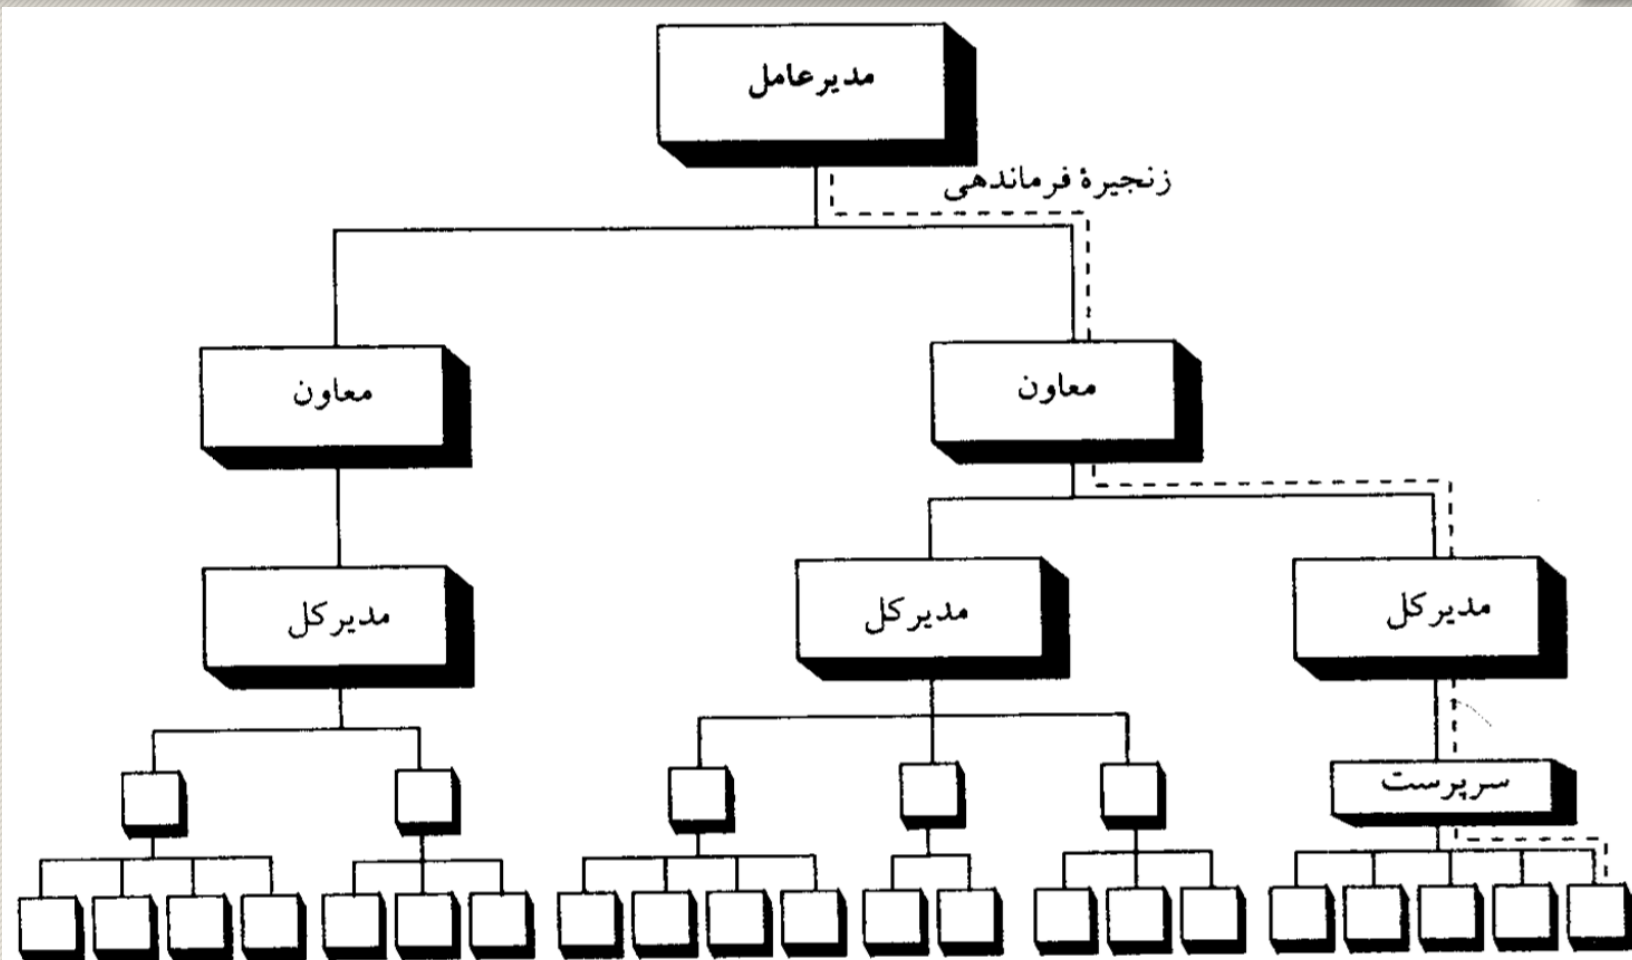 مدیرعامل
زنجیرهٔ فرماندهی
معاون
معاون
مدیرکل
مدیرکل
مدیرکل
سرپرست